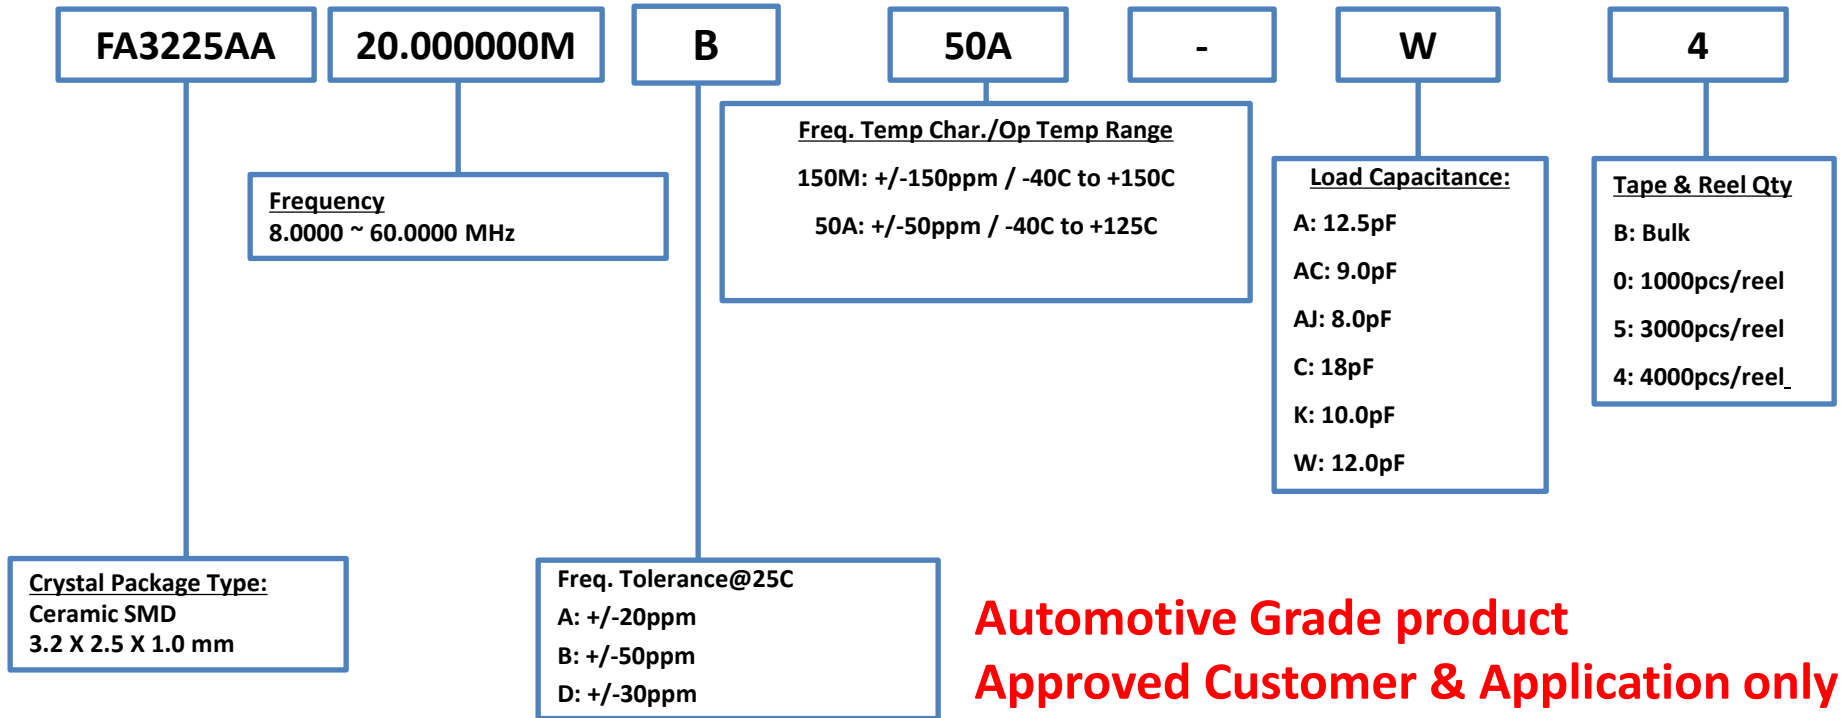 FA3225AA
20.000000M
B
50A
-
W
4
Freq. Temp Char./Op Temp Range
150M: +/-150ppm / -40C to +150C
50A: +/-50ppm / -40C to +125C
Frequency
8.0000 ~ 60.0000 MHz
Load Capacitance:
A: 12.5pF
AC: 9.0pF
AJ: 8.0pF
C: 18pF
K: 10.0pF
W: 12.0pF
Tape & Reel Qty
B: Bulk
0: 1000pcs/reel
5: 3000pcs/reel
4: 4000pcs/reel
Crystal Package Type:
Ceramic SMD
3.2 X 2.5 X 1.0 mm
Freq. Tolerance@25C
A: +/-20ppm
B: +/-50ppm
D: +/-30ppm
Automotive Grade product
Approved Customer & Application only